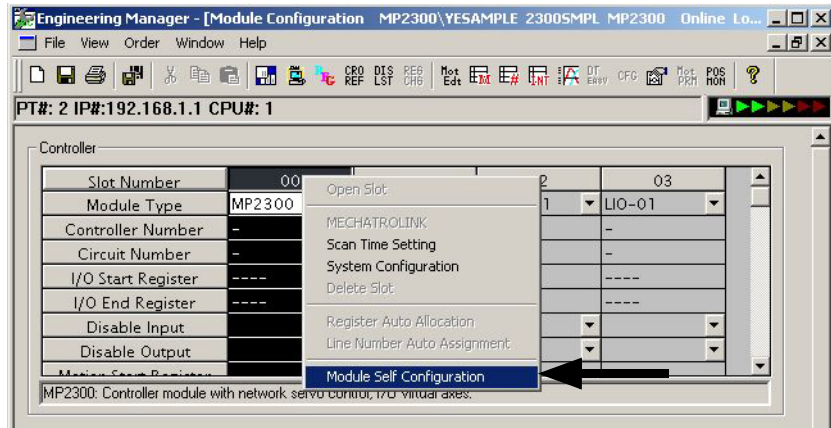 Engineering Manager - [Module Configuration MP2300\YESAMPLE 2300SMPL MP2300 Online Lo...
File View Order Window Help
CRO REF DIS LST REG CHG Mot Edt CFG Mot PRM POS MON
PT#: 2 IP#:192.168.1.1 CPU#: 1
Controller
Slot Number 00 2 03
Module Type MP2300 1 LIO-01
Controller Number - -
Circuit Number - -
I/O Start Register ---- ----
I/O End Register ---- ----
Disable Input
Disable Output
Motion Start Register
Open Slot
MECHATROLINK
Scan Time Setting
System Configuration
Delete Slot
Register Auto Allocation
Line Number Auto Assignment
Module Self Configuration
MP2300: Controller module with network servo control, I/O virtual axes.